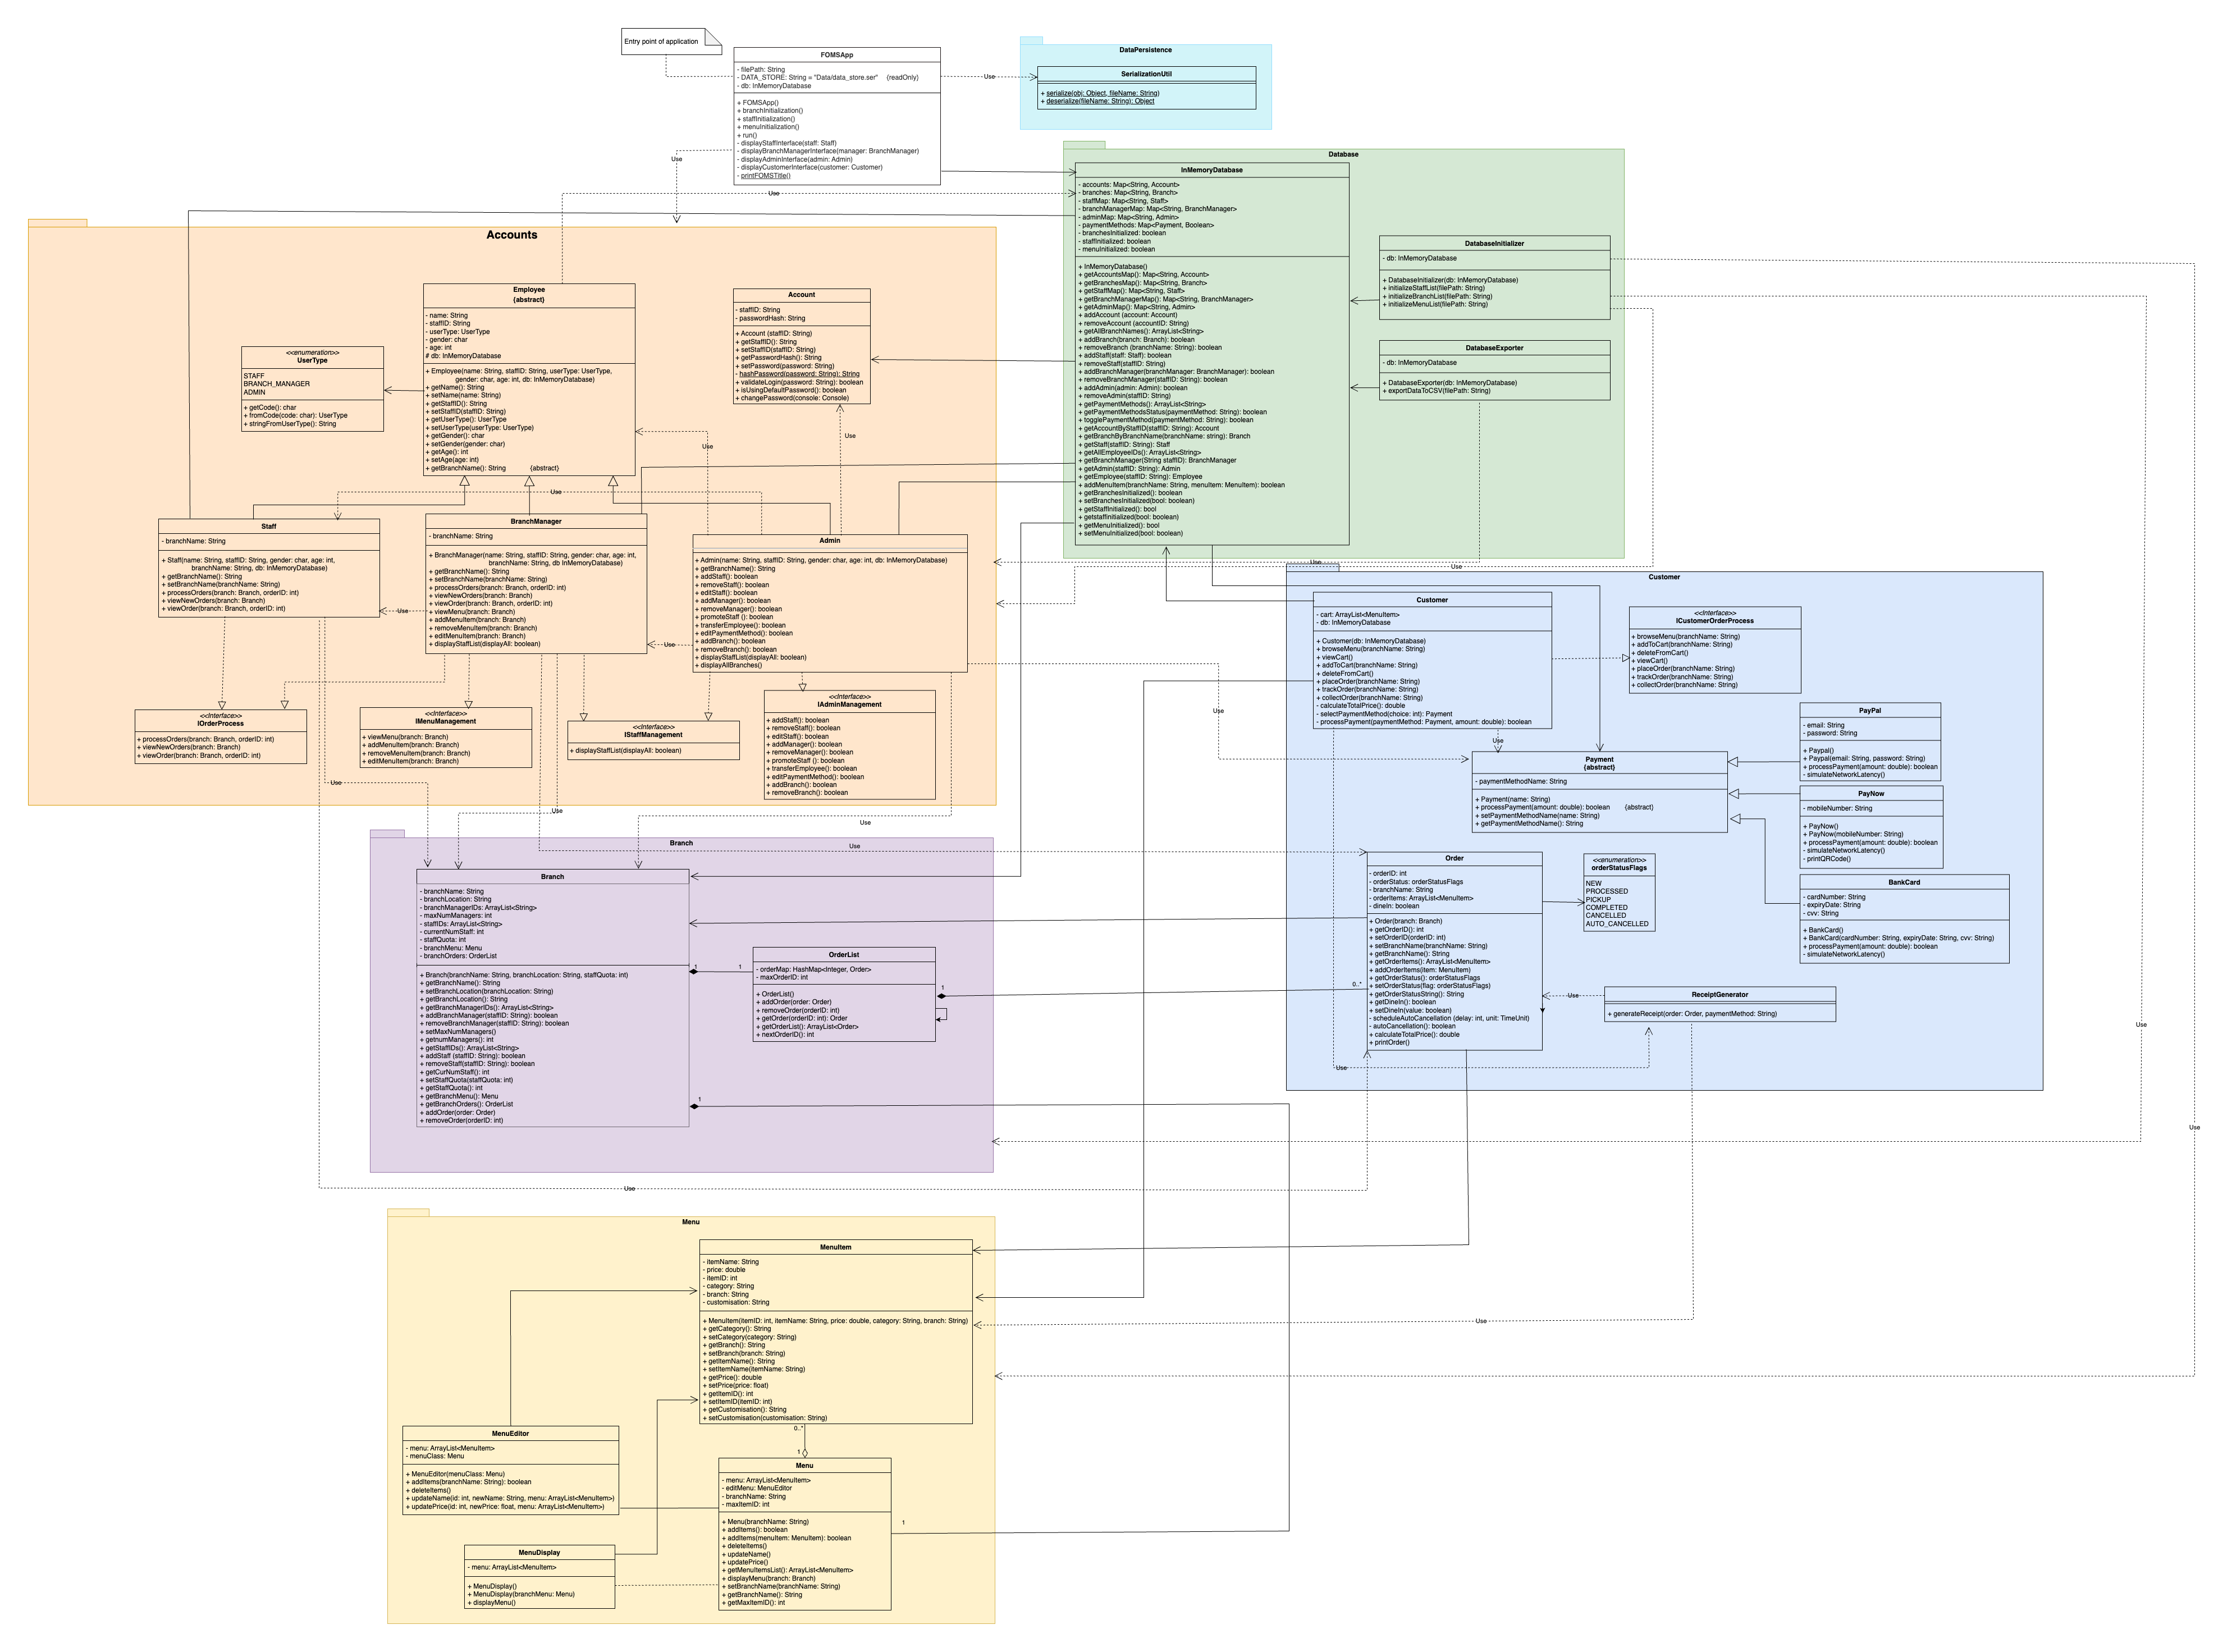 Entry point of application
FOMSApp
- filePath: String
- DATA_STORE: String = "Data/data_store.ser" (readOnly)
- db: InMemoryDatabase
+ FOMSApp()
+ branchInitialization()
+ staffInitialization()
+ menuInitialization()
+ run()
- displayStaffInterface(staff: Staff)
- displayBranchManagerInterface(manager: BranchManager)
- displayAdminInterface(admin: Admin)
- displayCustomerInterface(customer: Customer)
- printFOMSTitle()
Use
Use
Use
DataPersistence
SerializationUtil
+ serialize(obj: Object, fileName: String)
+ deserialize(fileName: String): Object
Database
InMemoryDatabase
- accounts: Map<String, Account>
- branches: Map<String, Branch>
- staffMap: Map<String, Staff>
- branchManagerMap: Map<String, BranchManager>
- adminMap: Map<String, Admin>
- paymentMethods: Map<Payment, Boolean>
- branchesInitialized: boolean
- staffInitialized: boolean
- menuInitialized: boolean
+ InMemoryDatabase()
+ getAccountsMap(): Map<String, Account>
+ getBranchesMap(): Map<String, Branch>
+ getStaffMap(): Map<String, Staff>
+ getBranchManagerMap(): Map<String, BranchManager>
+ getAdminMap(): Map<String, Admin>
+ addAccount (account: Account)
+ removeAccount (accountID: String)
+ getAllBranchNames(): ArrayList<String>
+ addBranch(branch: Branch): boolean
+ removeBranch (branchName: String): boolean
+ addStaff(staff: Staff): boolean
+ removeStaff(staffID: String)
+ addBranchManager(branchManager: BranchManager): boolean
+ removeBranchManager(staffID: String): boolean
+ addAdmin(admin: Admin): boolean
+ removeAdmin(staffID: String)
+ getPaymentMethods(): ArrayList<String>
+ getPaymentMethodsStatus(paymentMethod: String): boolean
+ togglePaymentMethod(paymentMethod: String): boolean
+ getAccountByStaffID(staffID: String): Account
+ getBranchByBranchName(branchName: string): Branch
+ getStaff(staffID: String): Staff
+ getAllEmployeeIDs(): ArrayList<String>
+ getBranchManager(String staffID): BranchManager
+ getAdmin(staffID: String): Admin
+ getEmployee(staffID: String): Employee
+ addMenuItem(branchName: String, menuItem: MenuItem): boolean
+ getBranchesInitialized(): boolean
+ setBranchesInitialized(bool: boolean)
+ getStaffInitialized(): bool
+ getstaffinitialized(bool: boolean)
+ getMenuInitialized(): bool
+ setMenuInitialized(bool: boolean)
DatabaseInitializer
- db: InMemoryDatabase
+ DatabaseInitializer(db: InMemoryDatabase)
+ initializeStaffList(filePath: String)
+ initializeBranchList(filePath: String)
+ initializeMenuList(filePath: String)
DatabaseExporter
- db: InMemoryDatabase
+ DatabaseExporter(db: InMemoryDatabase)
+ exportDataToCSV(filePath: String)
Accounts
Employee
{abstract}
- name: String
- staffID: String
- userType: UserType
- gender: char
- age: int
# db: InMemoryDatabase
+ Employee(name: String, staffID: String, userType: UserType,
gender: char, age: int, db: InMemoryDatabase)
+ getName(): String
+ setName(name: String)
+ getStaffID(): String
+ setStaffID(staffID: String)
+ getUserType(): UserType
+ setUserType(userType: UserType)
+ getGender(): char
+ setGender(gender: char)
+ getAge(): int
+ setAge(age: int)
+ getBranchName(): String {abstract}
Account
- staffID: String
- passwordHash: String
+ Account (staffID: String)
+ getStaffID(): String
+ setStaffID(staffID: String)
+ getPasswordHash(): String
+ setPassword(password: String)
- hashPassword(password: String): String
+ validateLogin(password: String): boolean
+ isUsingDefaultPassword(): boolean
+ changePassword(console: Console)
<<enumeration>>
UserType
STAFF
BRANCH_MANAGER
ADMIN
+ getCode(): char
+ fromCode(code: char): UserType
+ stringFromUserType(): String
Use
Use
Use
Staff
- branchName: String
+ Staff(name: String, staffID: String, gender: char, age: int,
branchName: String, db: InMemoryDatabase)
+ getBranchName(): String
+ setBranchName(branchName: String)
+ processOrders(branch: Branch, orderID: int)
+ viewNewOrders(branch: Branch)
+ viewOrder(branch: Branch, orderID: int)
Use
BranchManager
- branchName: String
+ BranchManager(name: String, staffID: String, gender: char, age: int,
branchName: String, db InMemoryDatabase)
+ getBranchName(): String
+ setBranchName(branchName: String)
+ processOrders(branch: Branch, orderID: int)
+ viewNewOrders(branch: Branch)
+ viewOrder(branch: Branch, orderID: int)
+ viewMenu(branch: Branch)
+ addMenuItem(branch: Branch)
+ removeMenuItem(branch: Branch)
+ editMenuItem(branch: Branch)
+ displayStaffList(displayAll: boolean)
Use
Admin
+ Admin(name: String, staffID: String, gender: char, age: int, db: InMemoryDatabase)
+ getBranchName(): String
+ addStaff(): boolean
+ removeStaff(): boolean
+ editStaff(): boolean
+ addManager(): boolean
+ removeManager(): boolean
+ promoteStaff (): boolean
+ transferEmployee(): boolean
+ editPaymentMethod(): boolean
+ addBranch(): boolean
+ removeBranch(): boolean
+ displayStaffList(displayAll: boolean)
+ displayAllBranches()
<<Interface>>
IOrderProcess
+ processOrders(branch: Branch, orderID: int)
+ viewNewOrders(branch: Branch)
+ viewOrder(branch: Branch, orderID: int)
<<Interface>>
IMenuManagement
+ viewMenu(branch: Branch)
+ addMenuItem(branch: Branch)
+ removeMenuItem(branch: Branch)
+ editMenuItem(branch: Branch)
<<Interface>>
IStaffManagement
+ displayStaffList(displayAll: boolean)
<<Interface>>
IAdminManagement
+ addStaff(): boolean
+ removeStaff(): boolean
+ editStaff(): boolean
+ addManager(): boolean
+ removeManager(): boolean
+ promoteStaff (): boolean
+ transferEmployee(): boolean
+ editPaymentMethod(): boolean
+ addBranch(): boolean
+ removeBranch(): boolean
Use
Use
Use
Use
Use
Use
Use
Customer
Customer
- cart: ArrayList<MenuItem>
- db: InMemoryDatabase
+ Customer(db: InMemoryDatabase)
+ browseMenu(branchName: String)
+ viewCart()
+ addToCart(branchName: String)
+ deleteFromCart()
+ placeOrder(branchName: String)
+ trackOrder(branchName: String)
+ collectOrder(branchName: String)
- calculateTotalPrice(): double
- selectPaymentMethod(choice: int): Payment
- processPayment(paymentMethod: Payment, amount: double): boolean
<<Interface>>
ICustomerOrderProcess
+ browseMenu(branchName: String)
+ addToCart(branchName: String)
+ deleteFromCart()
+ viewCart()
+ placeOrder(branchName: String)
+ trackOrder(branchName: String)
+ collectOrder(branchName: String)
Use
Payment
{abstract}
- paymentMethodName: String
+ Payment(name: String)
+ processPayment(amount: double): boolean {abstract}
+ setPaymentMethodName(name: String)
+ getPaymentMethodName(): String
PayPal
- email: String
- password: String
+ Paypal()
+ Paypal(email: String, password: String)
+ processPayment(amount: double): boolean
- simulateNetworkLatency()
PayNow
- mobileNumber: String
+ PayNow()
+ PayNow(mobileNumber: String)
+ processPayment(amount: double): boolean
- simulateNetworkLatency()
- printQRCode()
BankCard
- cardNumber: String
- expiryDate: String
- cvv: String
+ BankCard()
+ BankCard(cardNumber: String, expiryDate: String, cvv: String)
+ processPayment(amount: double): boolean
- simulateNetworkLatency()
Order
- orderID: int
- orderStatus: orderStatusFlags
- branchName: String
- orderItems: ArrayList<MenuItem>
- dineIn: boolean
+ Order(branch: Branch)
+ getOrderID(): int
+ setOrderID(orderID: int)
+ setBranchName(branchName: String)
+ getBranchName(): String
+ getOrderItems(): ArrayList<MenuItem>
+ addOrderItems(item: MenuItem)
+ getOrderStatus(): orderStatusFlags
+ setOrderStatus(flag: orderStatusFlags)
+ getOrderStatusString(): String
+ getDineIn(): boolean
+ setDineIn(value: boolean)
- scheduleAutoCancellation (delay: int, unit: TimeUnit)
- autoCancellation(): boolean
+ calculateTotalPrice(): double
+ printOrder()
<<enumeration>>
orderStatusFlags
NEW
PROCESSED
PICKUP
COMPLETED
CANCELLED
AUTO_CANCELLED
0..*
Use
ReceiptGenerator
+ generateReceipt(order: Order, paymentMethod: String)
Use
Use
Use
Branch
Branch
- branchName: String
- branchLocation: String
- branchManagerIDs: ArrayList<String>
- maxNumManagers: int
- staffIDs: ArrayList<String>
- currentNumStaff: int
- staffQuota: int
- branchMenu: Menu
- branchOrders: OrderList
+ Branch(branchName: String, branchLocation: String, staffQuota: int)
+ getBranchName(): String
+ setBranchLocation(branchLocation: String)
+ getBranchLocation(): String
+ getBranchManagerIDs(): ArrayList<String>
+ addBranchManager(staffID: String): boolean
+ removeBranchManager(staffID: String): boolean
+ setMaxNumManagers()
+ getnumManagers(): int
+ getStaffIDs(): ArrayList<String>
+ addStaff (staffID: String): boolean
+ removeStaff(staffID: String): boolean
+ getCurNumStaff(): int
+ setStaffQuota(staffQuota: int)
+ getStaffQuota(): int
+ getBranchMenu: Menu
+ getBranchOrders: OrderList
+ addOrder(order: Order)
+ removeOrder(orderID: int)
1
1
OrderList
- orderMap: HashMap<Integer, Order>
- maxOrderID: int
+ OrderList()
+ addOrder(order: Order)
+ removeOrder(orderID: int)
+ getOrder(orderID: int): Order
+ getOrderList(): ArrayList<Order>
+ nextOrderID(): int
1
1
Use
Menu
MenuItem
- itemName: String
- price: double
- itemID: int
- category: String
- branch: String
- customisation: String
+ MenuItem(itemID: int, itemName: String, price: double, category: String, branch: String)
+ getCategory(): String
+ setCategory(category: String)
+ getBranch(): String
+ setBranch(branch: String)
+ getItemName(): String
+ setItemName(itemName: String)
+ getPrice(): double
+ setPrice(price: float)
+ getItemID(): int
+ setItemID(itemID: int)
+ getCustomisation(): String
+ setCustomisation(customisation: String)
Use
0..*
1
MenuEditor
- menu: ArrayList<MenuItem>
- menuClass: Menu
+ MenuEditor(menuClass: Menu)
+ addItems(branchName: String): boolean
+ deleteItems()
+ updateName(id: int, newName: String, menu: ArrayList<MenuItem>)
+ updatePrice(id: int, newPrice: float, menu: ArrayList<MenuItem>)
Menu
- menu: ArrayList<MenuItem>
- editMenu: MenuEditor
- branchName: String
- maxItemID: int
+ Menu(branchName: String)
+ addItems(): boolean
+ addItems(menuItem: MenuItem): boolean
+ deleteItems()
+ updateName()
+ updatePrice()
+ getMenuItemsList(): ArrayList<MenuItem>
+ displayMenu(branch: Branch)
+ setBranchName(branchName: String)
+ getBranchName(): String
+ getMaxItemID(): int
1
MenuDisplay
- menu: ArrayList<MenuItem>
+ MenuDisplay()
+ MenuDisplay(branchMenu: Menu)
+ displayMenu()